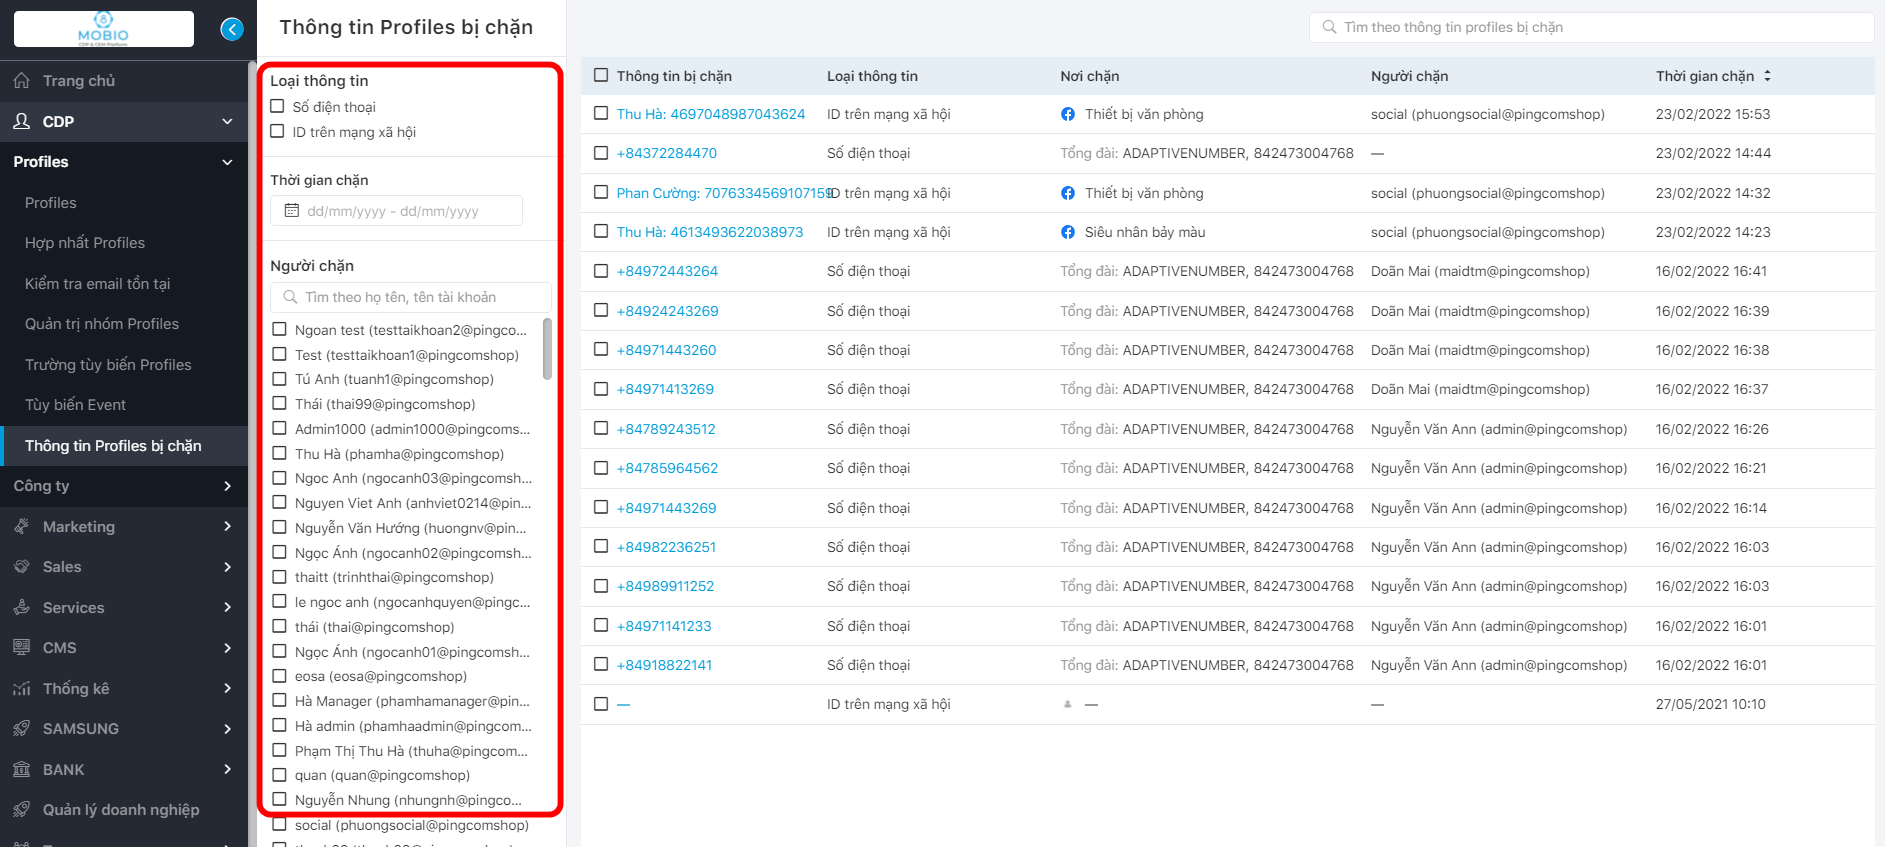 MOBIO
CDP & CEM Platform
Trang chủ
CDP
Profiles
Profiles
Hợp nhất Profiles
Kiểm tra email tồn tại
Quản trị nhóm Profiles
Trường tùy biến Profiles
Tùy biến Event
Thông tin Profiles bị chặn
Công ty
Marketing
Sales
Services
CMS
Thống kê
SAMSUNG
BANK
Quản lý doanh nghiệp
Thông tin Profiles bị chặn
Loại thông tin
Số điện thoại
ID trên mạng xã hội
Thời gian chặn
dd/mm/yyyy - dd/mm/yyyy
Người chặn
Tìm theo họ tên, tên tài khoản
Ngoan test (testtaikhoan2@pingco...
Test (testtaikhoan1@pingcomshop)
Tú Anh (tuanh1@pingcomshop)
Thái (thai99@pingcomshop)
Admin1000 (admin1000@pingcoms...
Thu Hà (phamha@pingcomshop)
Ngoc Anh (ngocanh03@pingcomsh...
Nguyen Viet Anh (anhviet0214@pin...
Nguyễn Văn Hướng (huongnv@pin...
Ngọc Ánh (ngocanh02@pingcomsh...
thaitt (trinhthai@pingcomshop)
le ngoc anh (ngocanhquyen@pingc...
thái (thai@pingcomshop)
Ngọc Ánh (ngocanh01@pingcomsh...
eosa (eosa@pingcomshop)
Hà Manager (phamhamanager@pin...
Hà admin (phamhaadmin@pingcom...
Phạm Thị Thu Hà (thuha@pingcom...
quan (quan@pingcomshop)
Nguyễn Nhung (nhungnh@pingco...
social (phuongsocial@pingcomshop)
Tìm theo thông tin profiles bị chặn
Thông tin bị chặn Loại thông tin Nơi chặn Người chặn Thời gian chặn
Thu Hà: 4697048987043624 ID trên mạng xã hội Thiết bị văn phòng social (phuongsocial@pingcomshop) 23/02/2022 15:53
+84372284470 Số điện thoại Tổng đài: ADAPTIVENUMBER, 842473004768 — 23/02/2022 14:44
Phan Cường: 7076334569107159 ID trên mạng xã hội Thiết bị văn phòng social (phuongsocial@pingcomshop) 23/02/2022 14:32
Thu Hà: 4613493622038973 ID trên mạng xã hội Siêu nhân bảy màu social (phuongsocial@pingcomshop) 23/02/2022 14:23
+84972443264 Số điện thoại Tổng đài: ADAPTIVENUMBER, 842473004768 Doãn Mai (maidtm@pingcomshop) 16/02/2022 16:41
+84924243269 Số điện thoại Tổng đài: ADAPTIVENUMBER, 842473004768 Doãn Mai (maidtm@pingcomshop) 16/02/2022 16:39
+84971443260 Số điện thoại Tổng đài: ADAPTIVENUMBER, 842473004768 Doãn Mai (maidtm@pingcomshop) 16/02/2022 16:38
+84971413269 Số điện thoại Tổng đài: ADAPTIVENUMBER, 842473004768 Doãn Mai (maidtm@pingcomshop) 16/02/2022 16:37
+84789243512 Số điện thoại Tổng đài: ADAPTIVENUMBER, 842473004768 Nguyễn Văn Ann (admin@pingcomshop) 16/02/2022 16:26
+84785964562 Số điện thoại Tổng đài: ADAPTIVENUMBER, 842473004768 Nguyễn Văn Ann (admin@pingcomshop) 16/02/2022 16:21
+84971443269 Số điện thoại Tổng đài: ADAPTIVENUMBER, 842473004768 Nguyễn Văn Ann (admin@pingcomshop) 16/02/2022 16:14
+84982236251 Số điện thoại Tổng đài: ADAPTIVENUMBER, 842473004768 Nguyễn Văn Ann (admin@pingcomshop) 16/02/2022 16:03
+84989911252 Số điện thoại Tổng đài: ADAPTIVENUMBER, 842473004768 Nguyễn Văn Ann (admin@pingcomshop) 16/02/2022 16:03
+84971141233 Số điện thoại Tổng đài: ADAPTIVENUMBER, 842473004768 Nguyễn Văn Ann (admin@pingcomshop) 16/02/2022 16:01
+84918822141 Số điện thoại Tổng đài: ADAPTIVENUMBER, 842473004768 Nguyễn Văn Ann (admin@pingcomshop) 16/02/2022 16:01
— ID trên mạng xã hội — — 27/05/2021 10:10